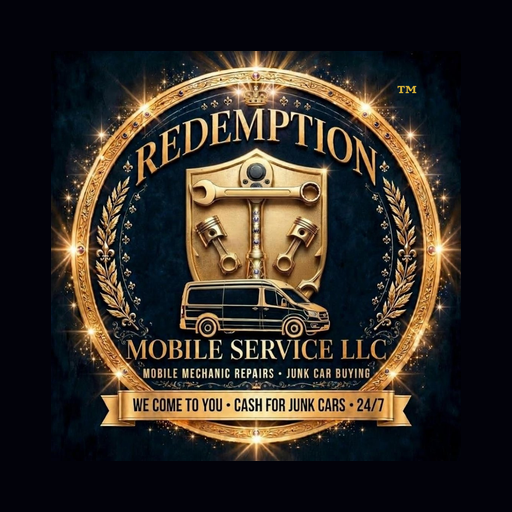 ™
REDEMPTION
MOBILE SERVICE LLC
MOBILE MECHANIC REPAIRS • JUNK CAR BUYING
WE COME TO YOU • CASH FOR JUNK CARS • 24/7